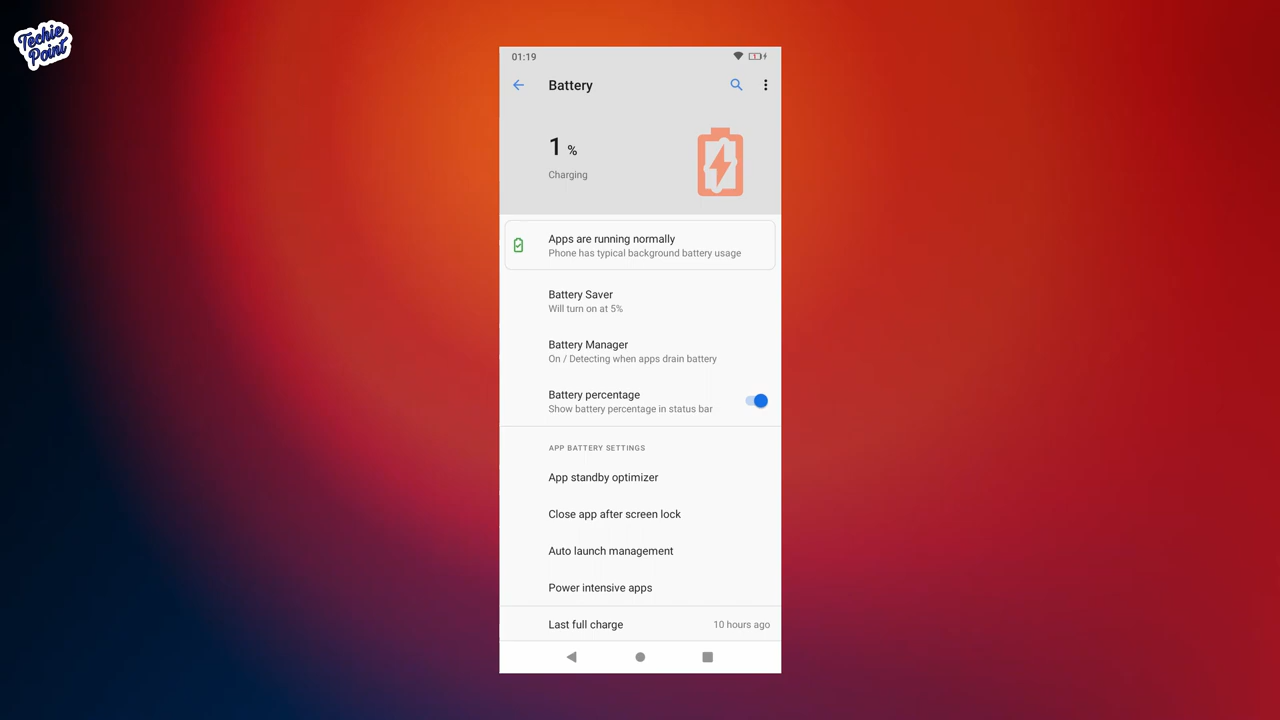 Techie
Point
01:19
1
Battery
1 %
Charging
Apps are running normally
Phone has typical background battery usage
Battery Saver
Will turn on at 5%
Battery Manager
On / Detecting when apps drain battery
Battery percentage
Show battery percentage in status bar
APP BATTERY SETTINGS
App standby optimizer
Close app after screen lock
Auto launch management
Power intensive apps
Last full charge 10 hours ago